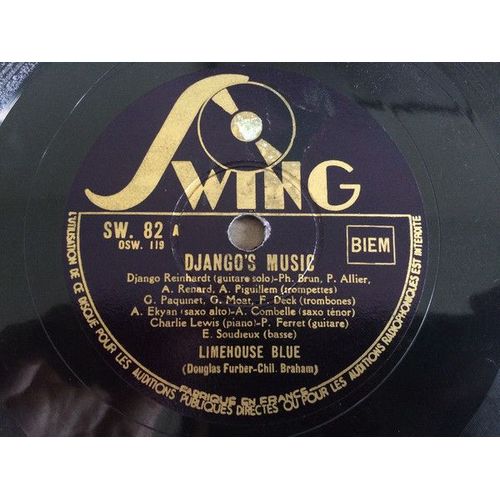 SWING
SW. 82 A
OSW. 119
BIEM
DJANGO'S MUSIC
Django Reinhardt (guitare solo)-Ph. Brun, P. Allier,
A. Renard, A. Piguillem (trompettes)
G. Paquinet, G. Moat, F. Deck (trombones)
A. Ekyan (saxo alto)-A. Combelle (saxo ténor)
Charlie Lewis (piano)-P. Ferret (guitare)
E. Soudieux (basse)
LIMEHOUSE BLUE
(Douglas Furber-Chil. Braham)
FABRIQUÉ EN FRANCE
L'UTILISATION DE CE DISQUE POUR LES AUDITIONS PUBLIQUES DIRECTES OU POUR LES AUDITIONS RADIOPHONIQUES EST INTERDITE